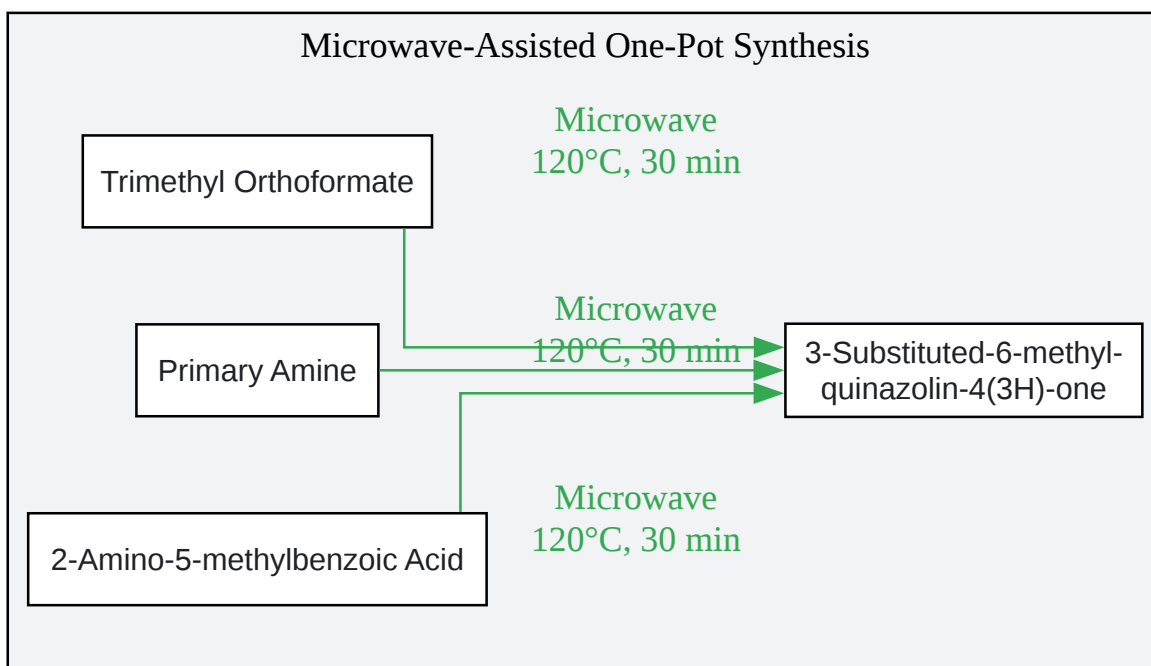 Microwave-Assisted One-Pot Synthesis
Microwave
120°C, 30 min
Trimethyl Orthoformate
Microwave
120°C, 30 min
Primary Amine
3-Substituted-6-methyl-
quinazolin-4(3H)-one
Microwave
120°C, 30 min
2-Amino-5-methylbenzoic Acid